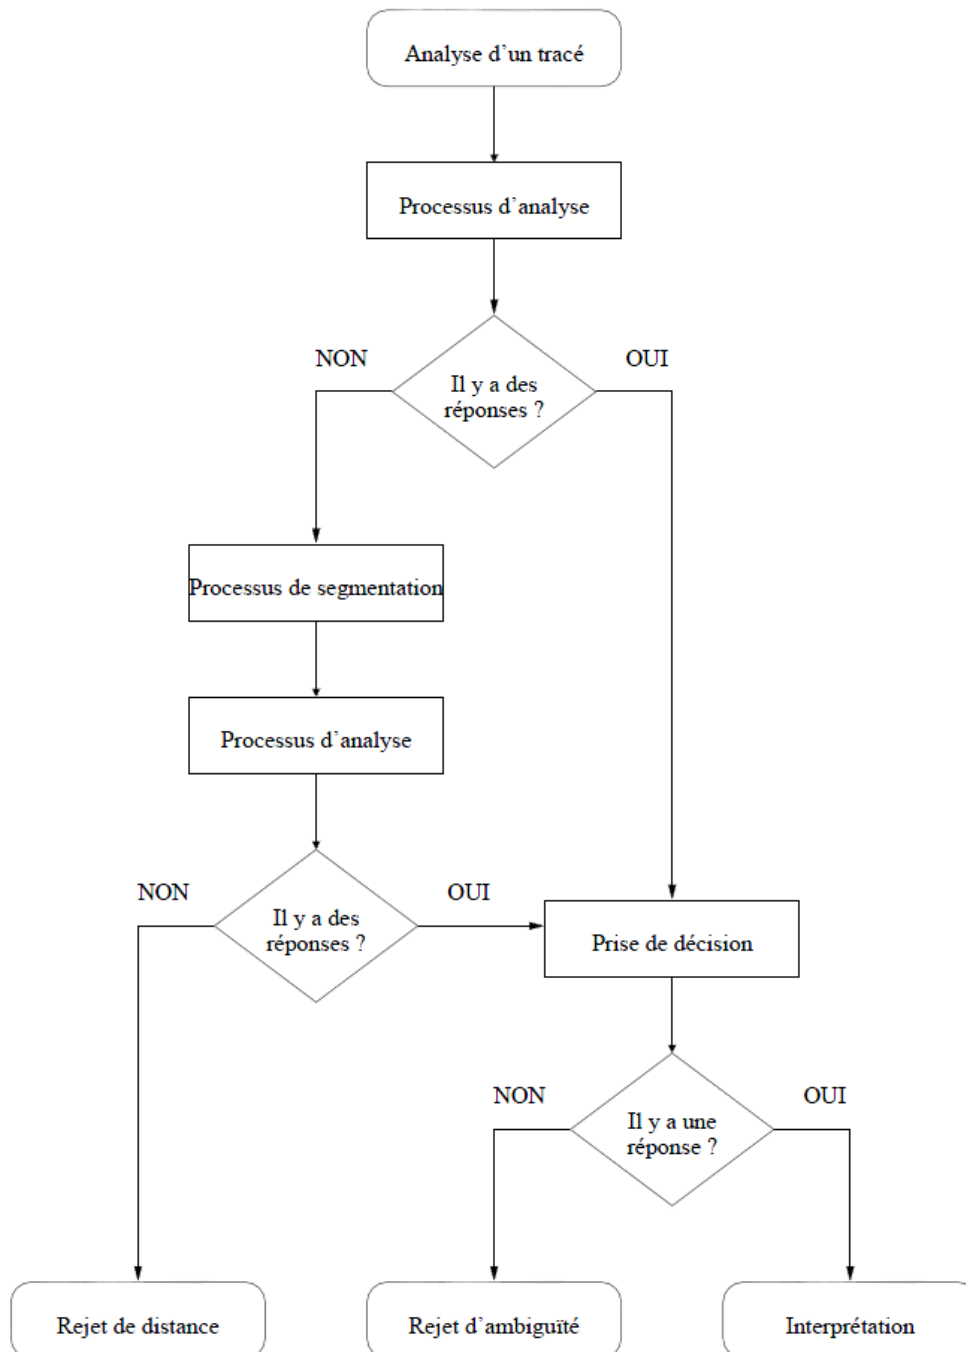 Analyse d’un tracé
Processus d’analyse
NON
OUI
Il y a des
réponses ?
Processus de segmentation
Processus d’analyse
NON
OUI
Il y a des
réponses ?
Prise de décision
NON
OUI
Il y a une
réponse ?
Rejet de distance
Rejet d’ambiguïté
Interprétation